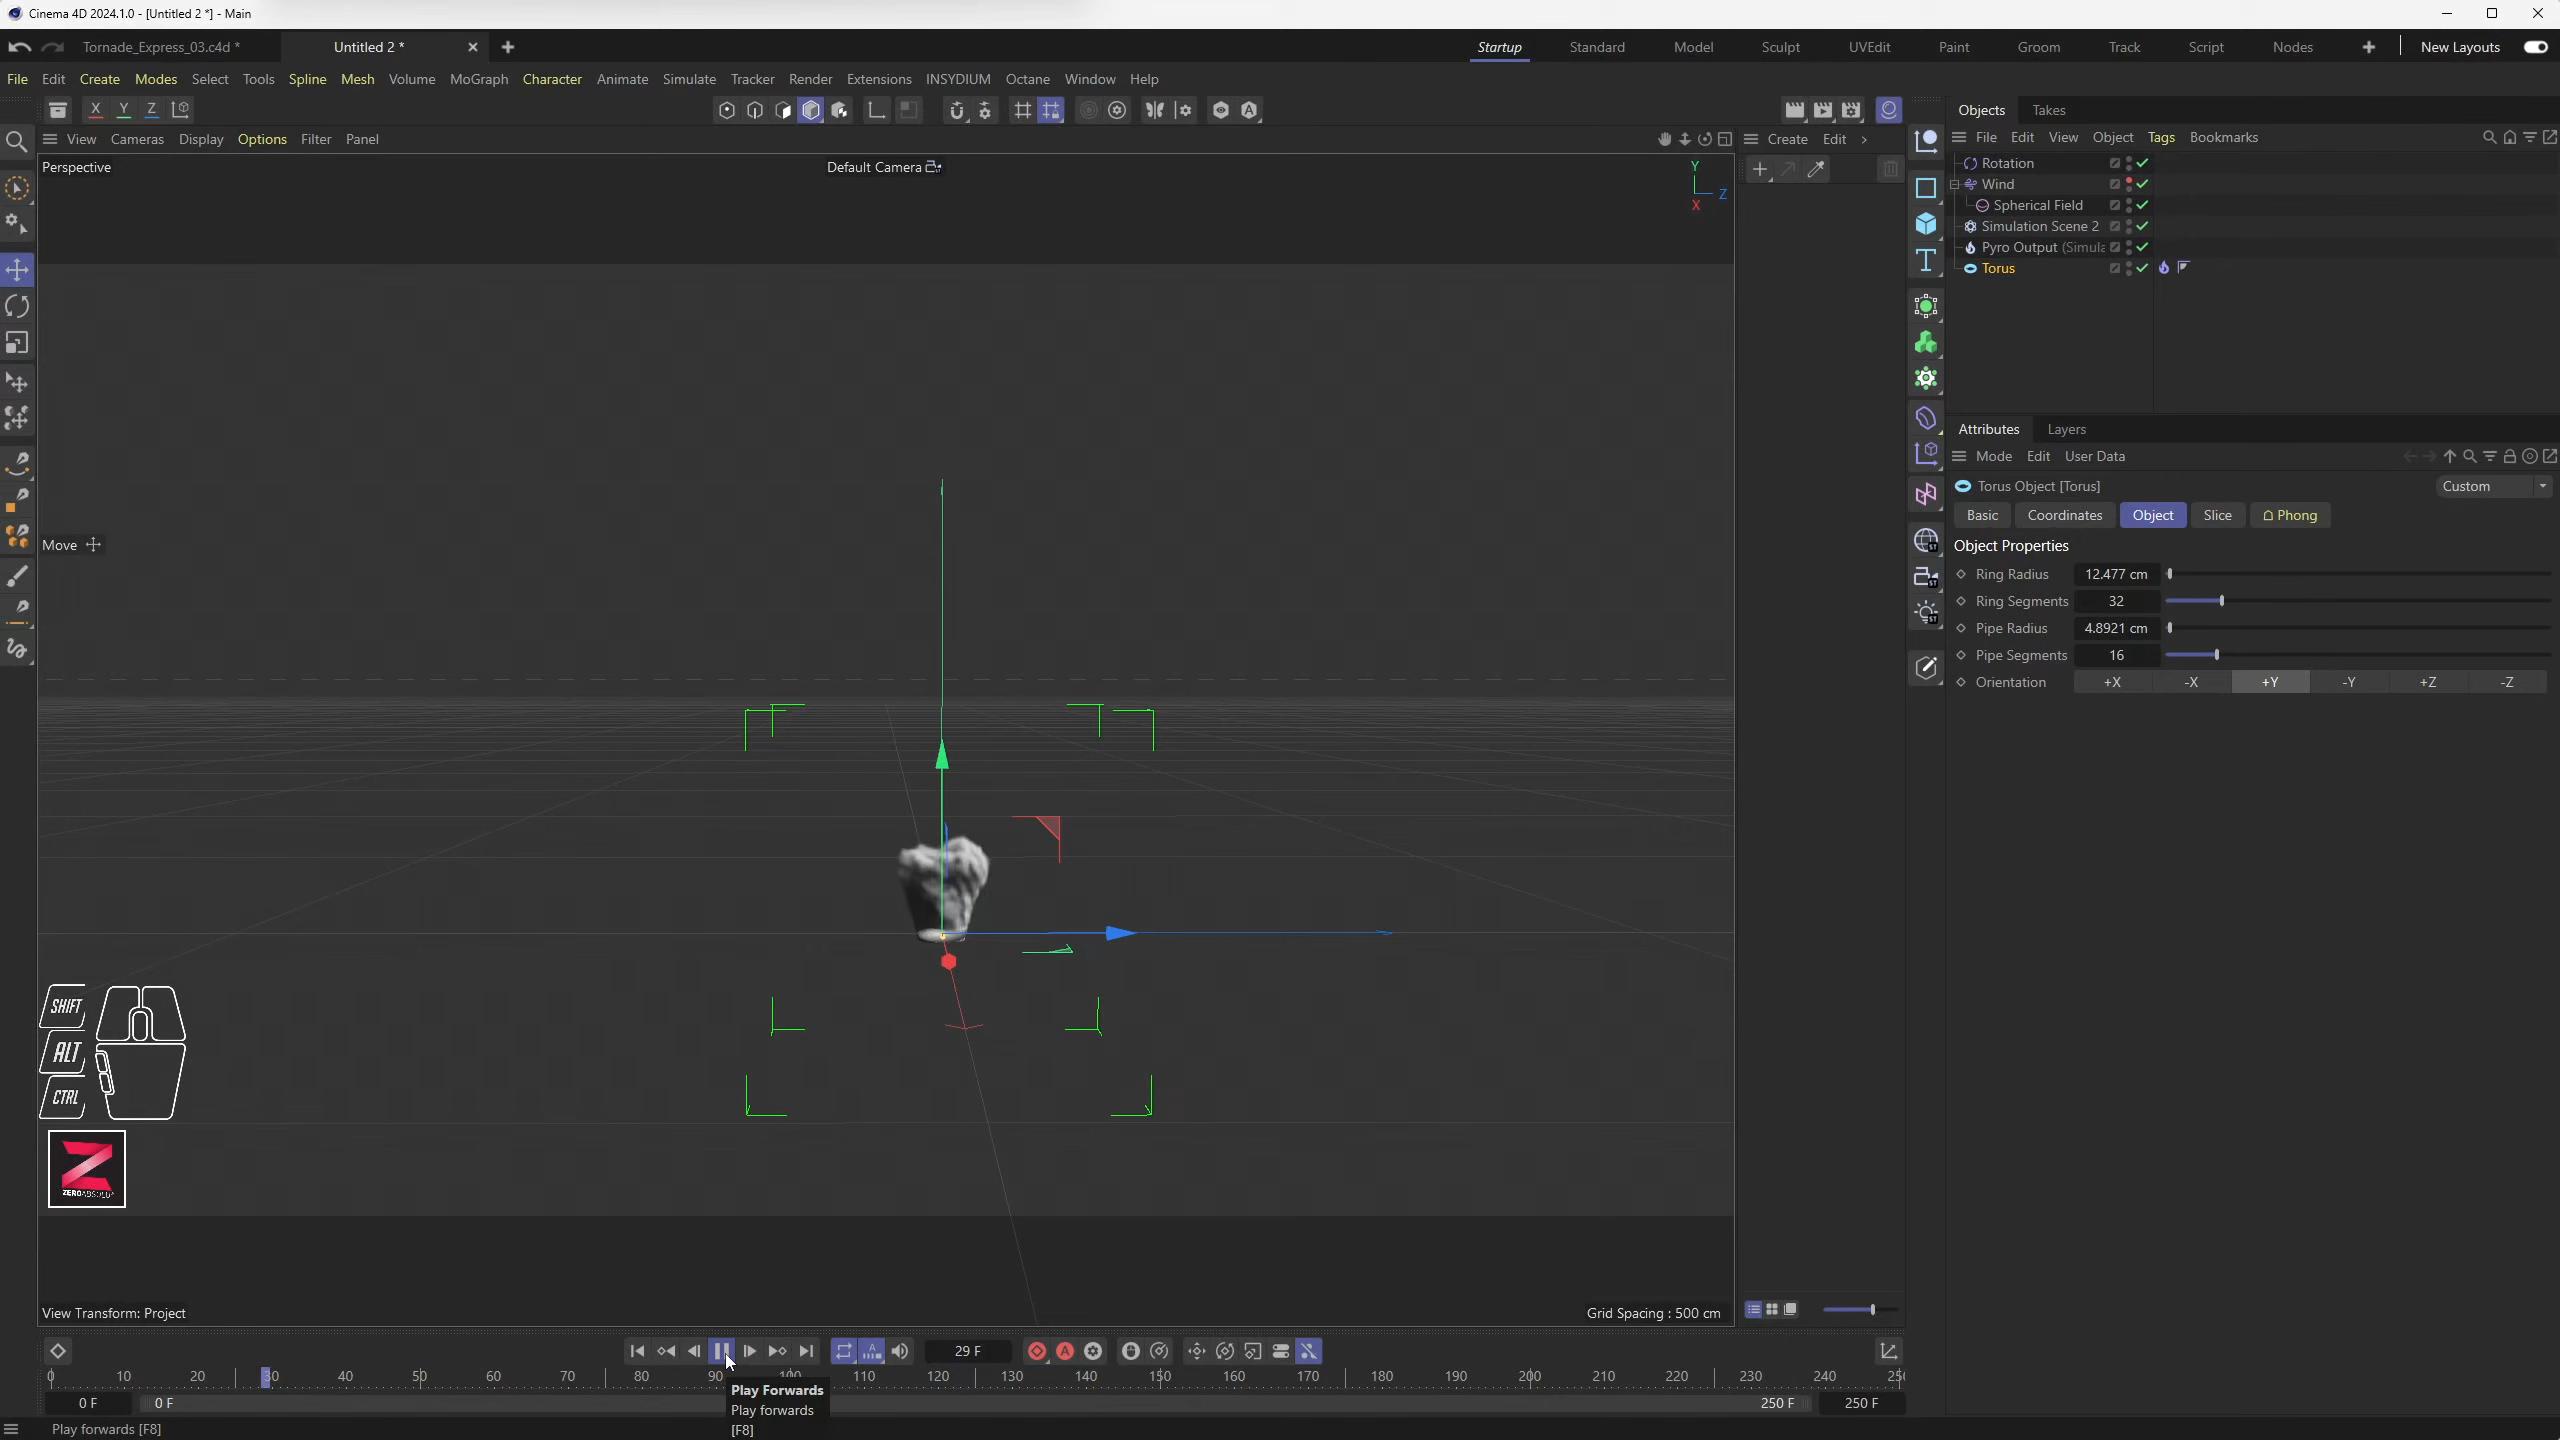 Cinema 4D 2024.1.0 - [Untitled 2 *] - Main
Tornade_Express_03.c4d *
Untitled 2 *
Startup
Standard
Model
Sculpt
UVEdit
Paint
Groom
Track
Script
Nodes
New Layouts
File
Edit
Create
Modes
Select
Tools
Spline
Mesh
Volume
MoGraph
Character
Animate
Simulate
Tracker
Render
Extensions
INSYDIUM
Octane
Window
Help
X
Y
Z
Objects
Takes
View
Cameras
Display
Options
Filter
Panel
Create
Edit
File
Edit
View
Object
Tags
Bookmarks
Perspective
Default Camera
Y
Z
X
Rotation
Wind
Spherical Field
Simulation Scene 2
Pyro Output (Simula
Torus
Attributes
Layers
Mode
Edit
User Data
Torus Object [Torus]
Custom
Basic
Coordinates
Object
Slice
Phong
Object Properties
Ring Radius
12.477 cm
Ring Segments
32
Pipe Radius
4.8921 cm
Pipe Segments
16
Orientation
+X
-X
+Y
-Y
+Z
-Z
Move
SHIFT
ALT
CTRL
ZEROABSOLU
View Transform: Project
Grid Spacing : 500 cm
29 F
0
10
20
30
40
50
60
70
80
90
100
110
120
130
140
150
160
170
180
190
200
210
220
230
240
25
0 F
0 F
250 F
250 F
Play Forwards
Play forwards
[F8]
Play forwards [F8]